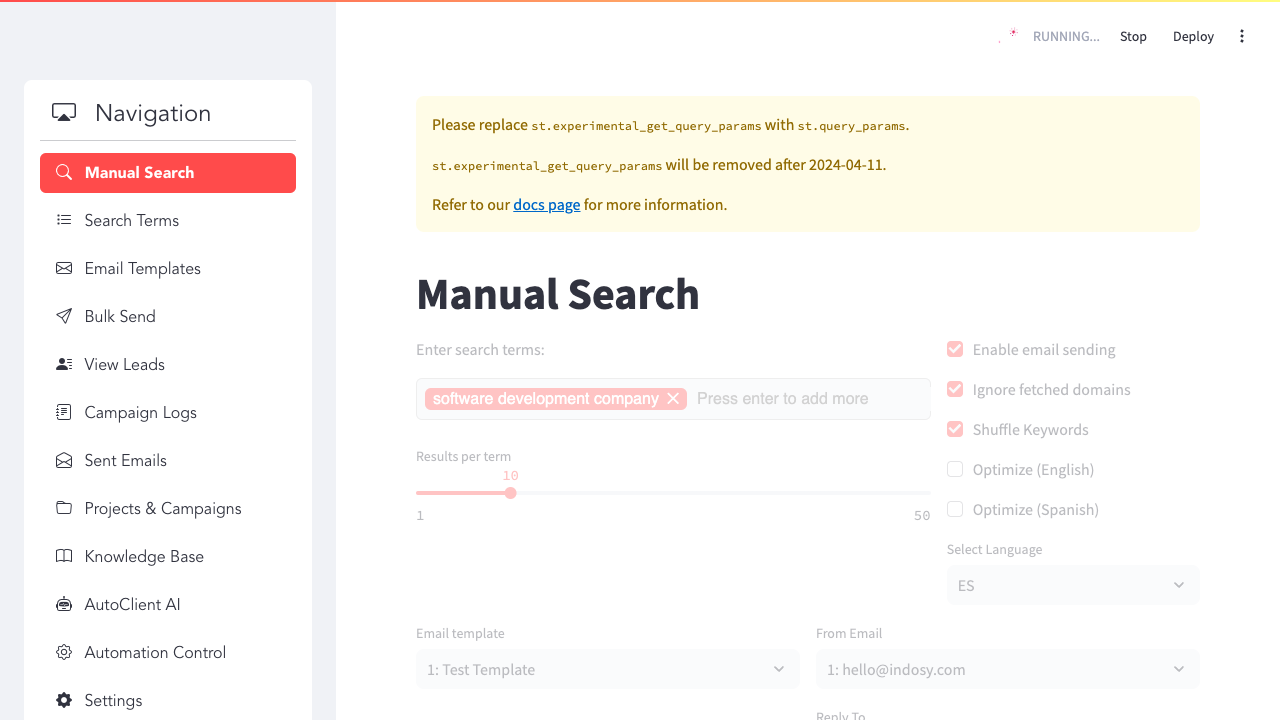 RUNNING...
Stop
Deploy
Navigation
Manual Search
Search Terms
Email Templates
Bulk Send
View Leads
Campaign Logs
Sent Emails
Projects & Campaigns
Knowledge Base
AutoClient AI
Automation Control
Settings
Please replace st.experimental_get_query_params with st.query_params.
st.experimental_get_query_params will be removed after 2024-04-11.
Refer to our docs page for more information.
Manual Search
Enter search terms:
software development company Press enter to add more
Results per term
10
1
50
Enable email sending
Ignore fetched domains
Shuffle Keywords
Optimize (English)
Optimize (Spanish)
Select Language
ES
Email template
1: Test Template
From Email
1: hello@indosy.com
Reply To